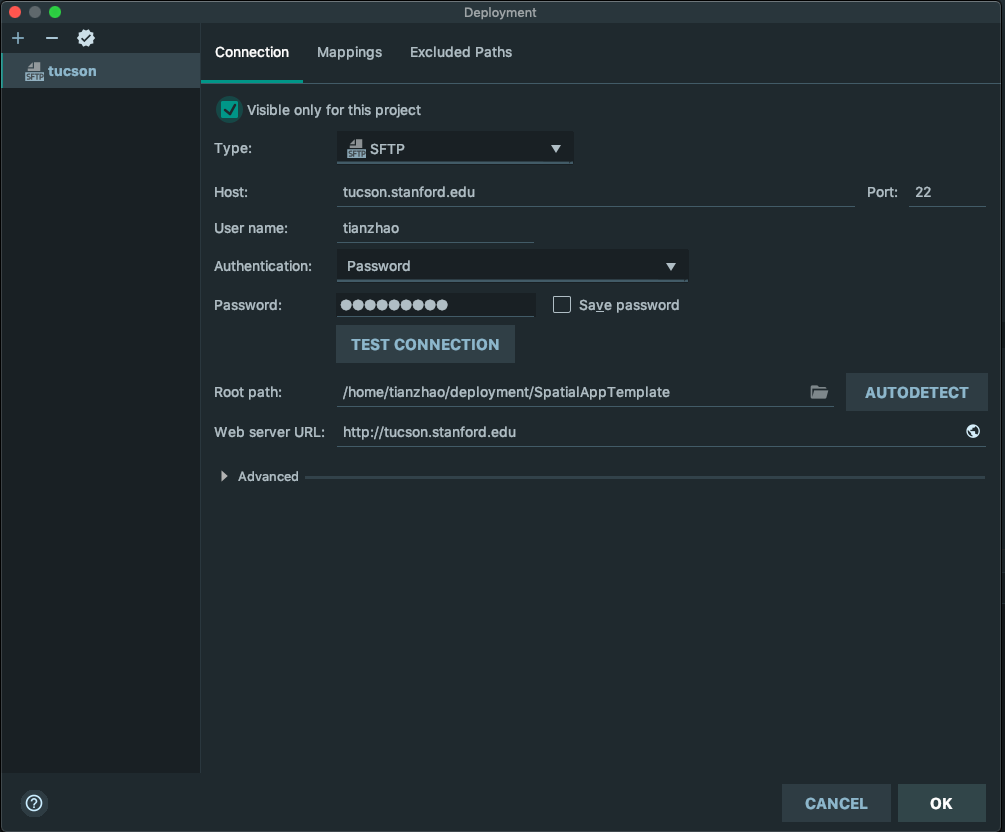 Deployment
SFTP tucson
Connection Mappings Excluded Paths
Visible only for this project
Type: SFTP SFTP
Host: tucson.stanford.edu Port: 22
User name: tianzhao
Authentication: Password
Password: ●●●●●●●●● Save password
TEST CONNECTION
Root path: /home/tianzhao/deployment/SpatialAppTemplate AUTODETECT
Web server URL: http://tucson.stanford.edu
Advanced
? CANCEL OK